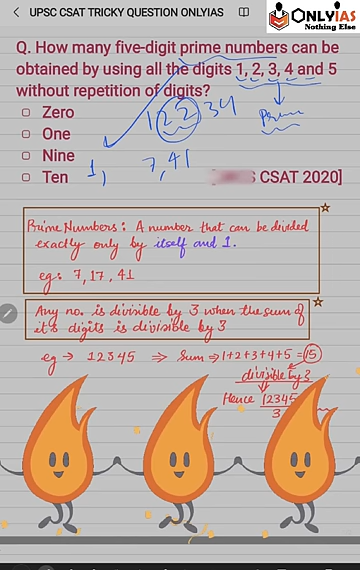 < UPSC CSAT TRICKY QUESTION ONLYIAS
ONLYIAS
Nothing Else
Q. How many five-digit prime numbers can be
obtained by using all the digits 1, 2, 3, 4 and 5
without repetition of digits?
Zero
One
Nine
Ten
S CSAT 2020]
12234
Prime
1,
7, 41
Prime Numbers: A number that can be divided
exactly only by itself and 1.
eg: 7, 17, 41
Any no. is divisible by 3 when the sum of
it's digits is divisible by 3
eg → 12345 ⇒ Sum ⇒ 1+2+3+4+5 = 15
divisible by 3
Hence 12345
3